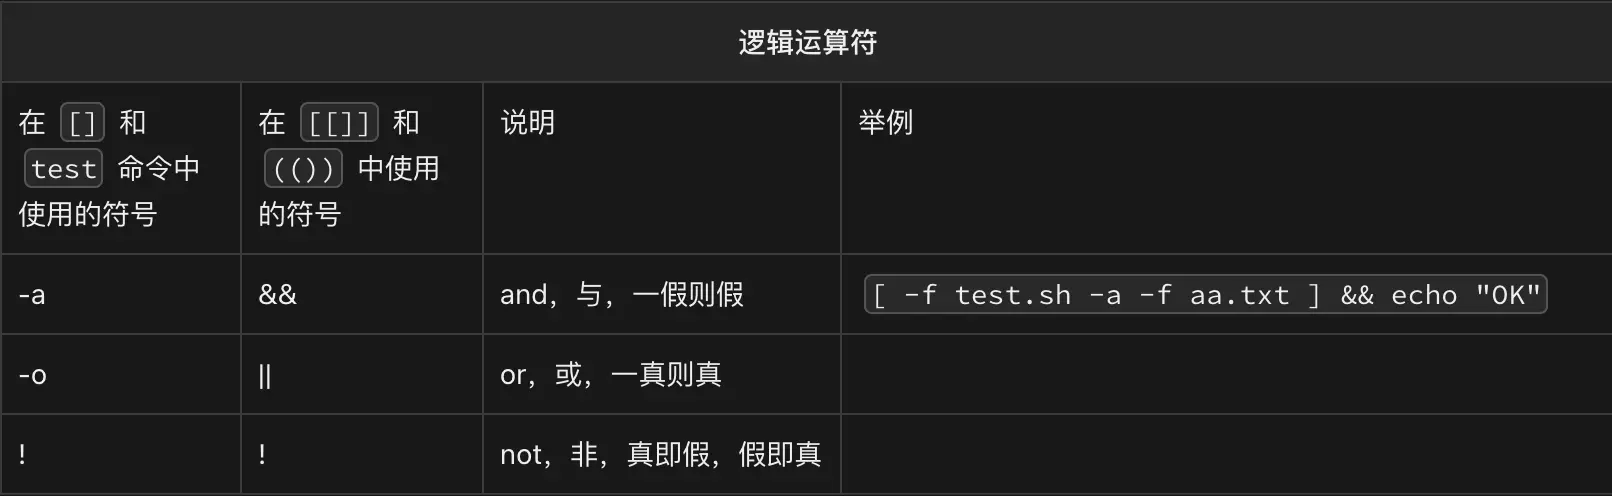 逻辑运算符
在 [] 和
test 命令中
使用的符号
在 [[]] 和
(()) 中使用
的符号
说明
举例
-a
&&
and，与，一假则假
[ -f test.sh -a -f aa.txt ] && echo "OK"
-o
||
or，或，一真则真
!
!
not，非，真即假，假即真